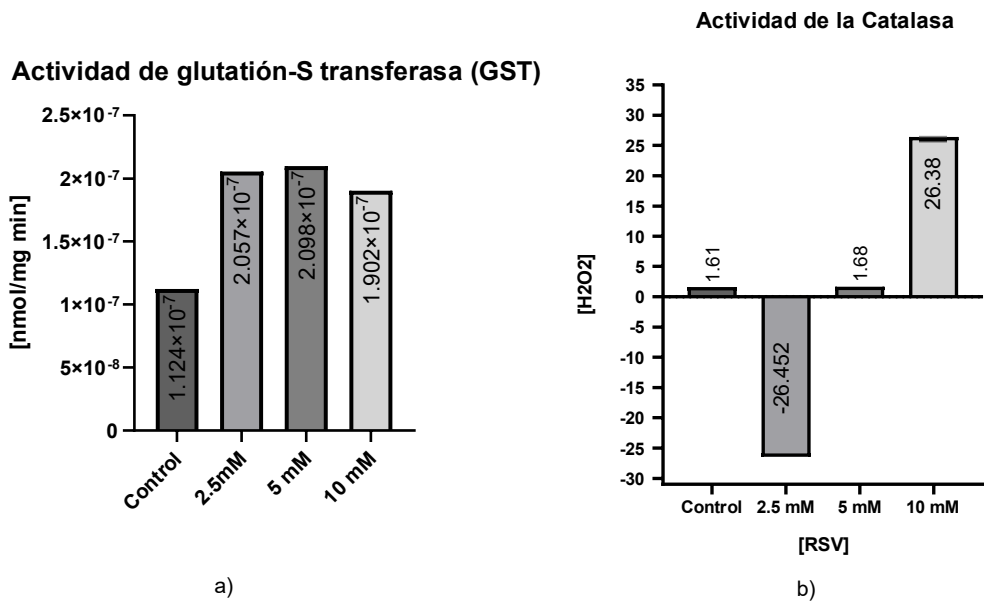 Actividad de glutatión-S transferasa (GST)
[nmol/mg min]
2.5×10⁻⁷
2×10⁻⁷
1.5×10⁻⁷
1×10⁻⁷
5×10⁻⁸
0
1.124×10⁻⁷
2.057×10⁻⁷
2.098×10⁻⁷
1.902×10⁻⁷
Control
2.5mM
5 mM
10 mM
a)
Actividad de la Catalasa
[H2O2]
35
30
25
20
15
10
5
0
-5
-10
-15
-20
-25
-30
1.61
-26.452
1.68
26.38
Control
2.5 mM
5 mM
10 mM
[RSV]
b)